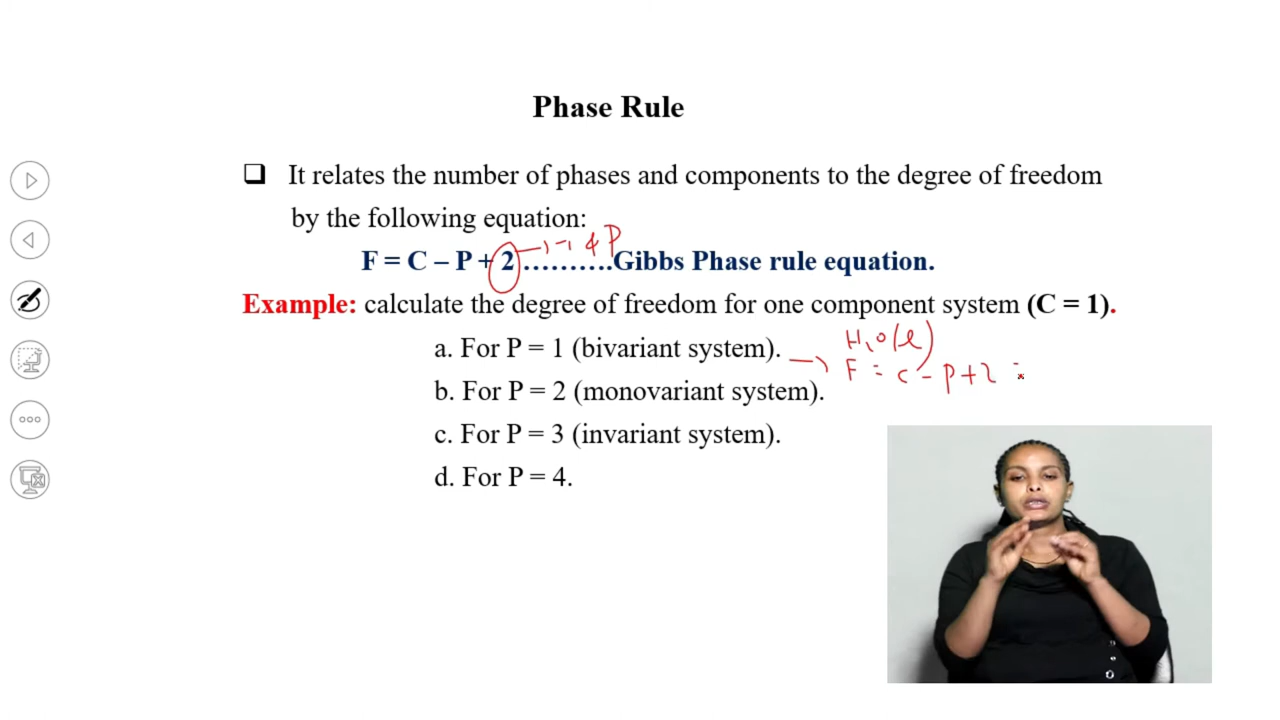 Phase Rule
❑ It relates the number of phases and components to the degree of freedom
by the following equation:
& P
F = C – P + 2 ..........Gibbs Phase rule equation.
Example: calculate the degree of freedom for one component system (C = 1).
H₂O(l)
a. For P = 1 (bivariant system).
F = C - P + 2 =
b. For P = 2 (monovariant system).
c. For P = 3 (invariant system).
d. For P = 4.